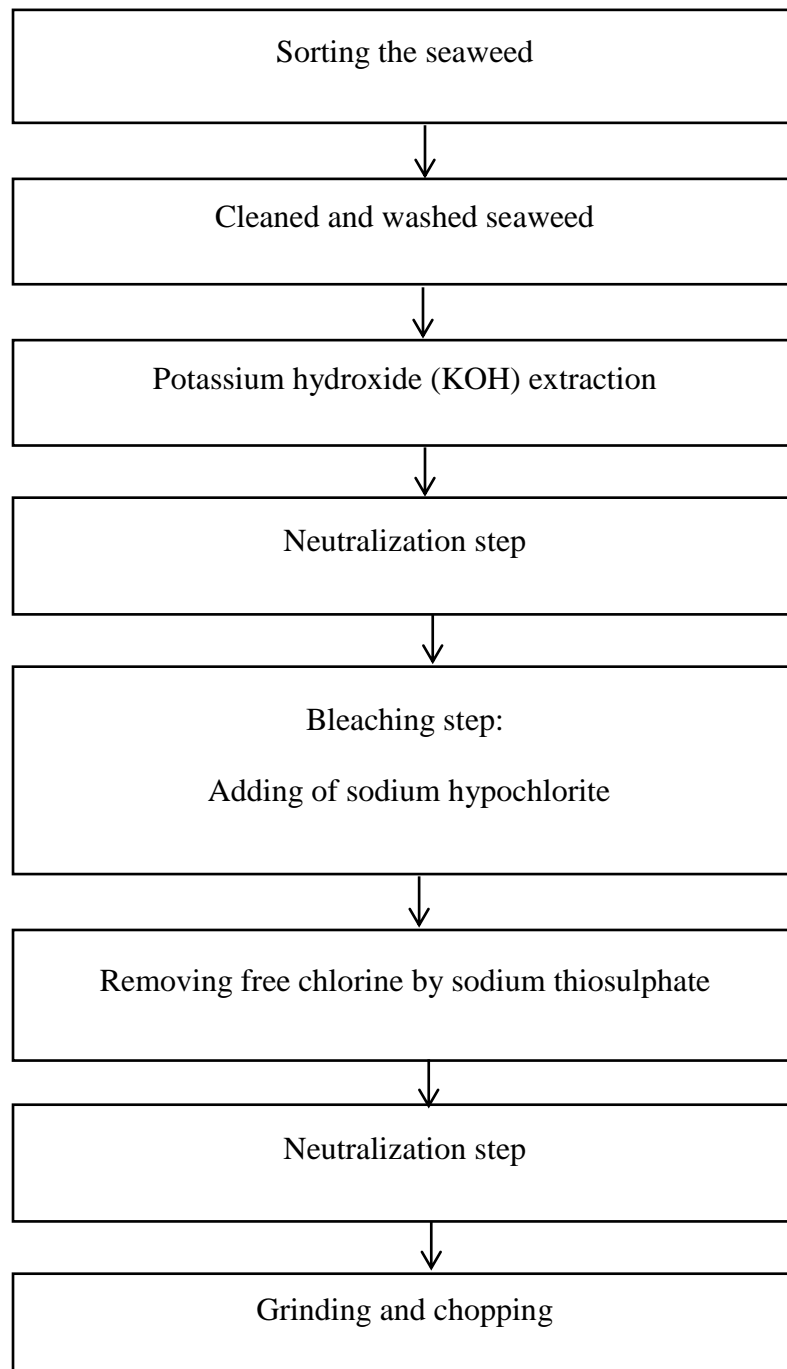 Sorting the seaweed
Cleaned and washed seaweed
Potassium hydroxide (KOH) extraction
Neutralization step
Bleaching step:
Adding of sodium hypochlorite
Removing free chlorine by sodium thiosulphate
Neutralization step
Grinding and chopping